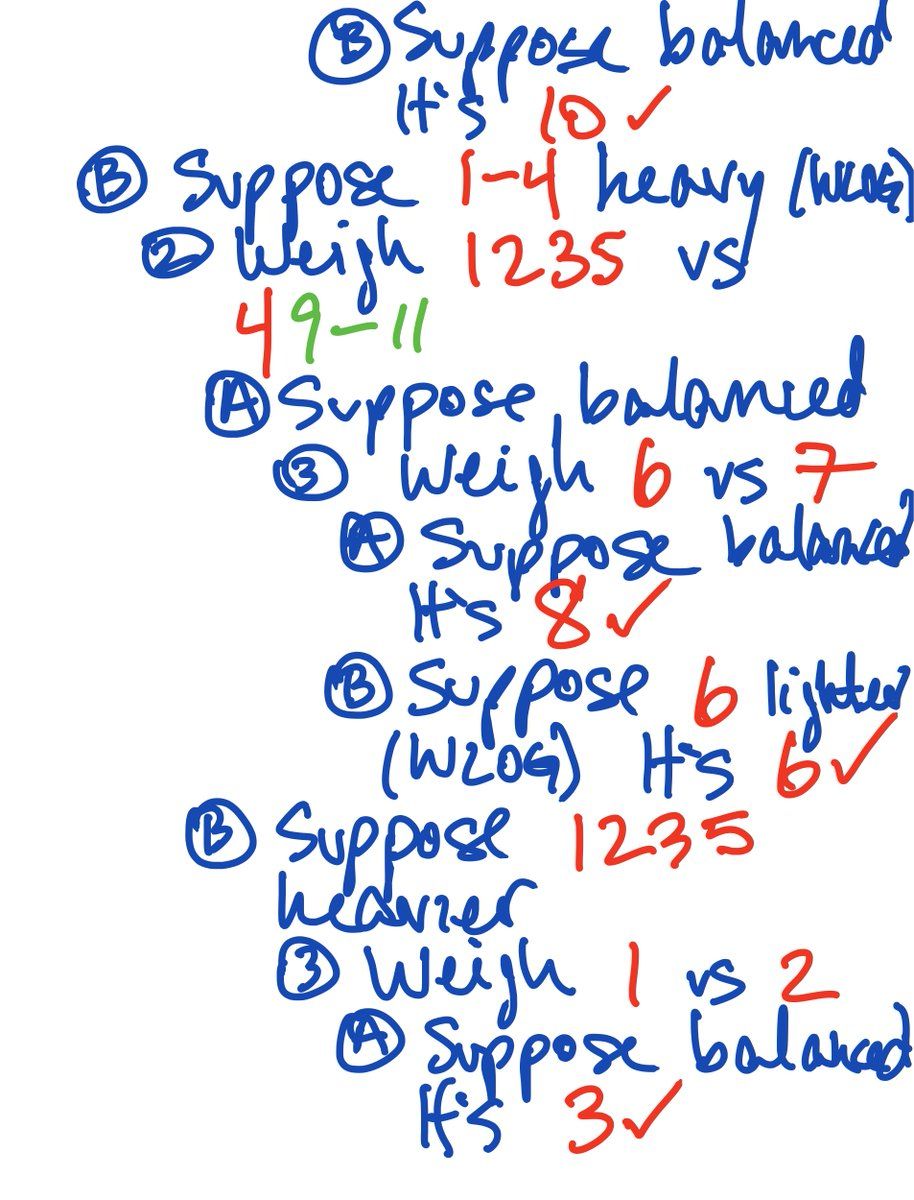 Ⓑ Suppose balanced
It's 10 ✓
Ⓑ Suppose 1-4 heavy (WLOG)
② Weigh 1235 vs
4 9-11
Ⓐ Suppose balanced
③ Weigh 6 vs 7
Ⓐ Suppose balanced
It's 8 ✓
Ⓑ Suppose 6 lighter
(WLOG) It's 6 ✓
Ⓑ Suppose 1235
heavier
③ Weigh 1 vs 2
Ⓐ Suppose balanced
It's 3 ✓